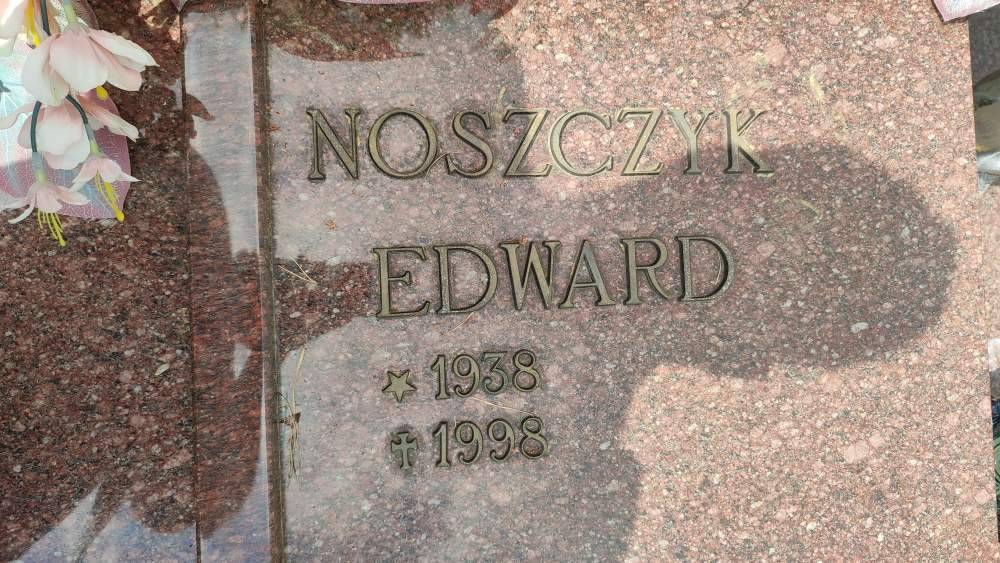 NOSZCZYK
EDWARD
★ 1938
✝ 1998